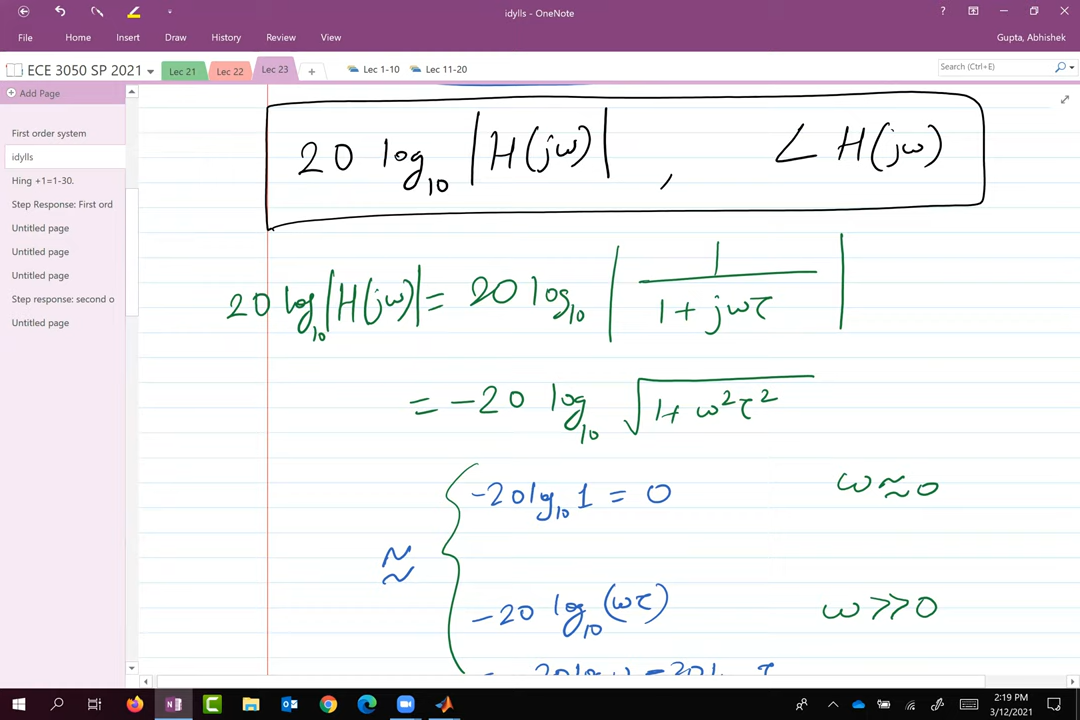 idylls - OneNote
File Home Insert Draw History Review View
Gupta, Abhishek
ECE 3050 SP 2021
Lec 21 Lec 22 Lec 23 Lec 1-10 Lec 11-20
Search (Ctrl+E)
Add Page
First order system
idylls
Hing +1=1-30.
Step Response: First ord
Untitled page
Untitled page
Untitled page
Step response: second o
Untitled page
20 log₁₀ |H(jω)| , ∠ H(jω)
20 log₁₀ |H(jω)| = 20 log₁₀ | 1 / (1 + jωτ) |
= -20 log₁₀ √(1 + ω²τ²)
≈ { -20 log₁₀ 1 = 0 ω ≈ 0
-20 log₁₀ (ωτ) ω >> 0
2:19 PM
3/12/2021